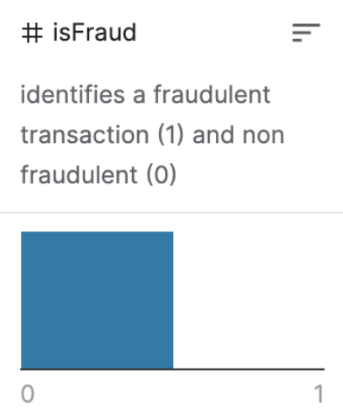 # isFraud
identifies a fraudulent
transaction (1) and non
fraudulent (0)
0 1